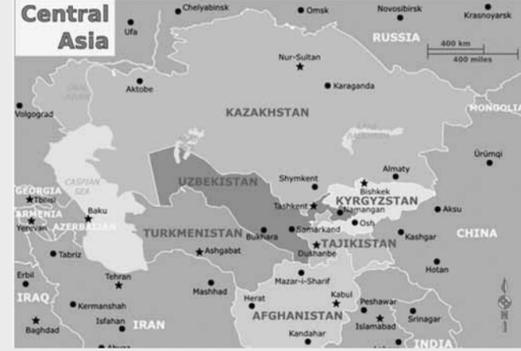 Central
Asia
Chelyabinsk
Omsk
Novosibirsk
Krasnoyarsk
Ufa
RUSSIA
400 km
400 miles
Nur-Sultan
Aktobe
Karaganda
Volgograd
MONGOLIA
KAZAKHSTAN
Ürümqi
Almaty
Shymkent
Bishkek
CASPIAN
SEA
UZBEKISTAN
GEORGIA
Tbilisi
Tashkent
KYRGYZSTAN
Namangan
Aksu
ARMENIA
Baku
Yerevan
AZERBAIJAN
Osh
TURKMENISTAN
Samarkand
Bukhara
CHINA
Kashgar
TAJIKISTAN
Tabriz
Ashgabat
Dushanbe
Hotan
Erbil
Tehran
Mazar-i-Sharif
Mashhad
IRAQ
Kermanshah
Herat
Kabul
Peshawar
AFGHANISTAN
Islamabad
Srinagar
Baghdad
Isfahan
IRAN
Kandahar
INDIA